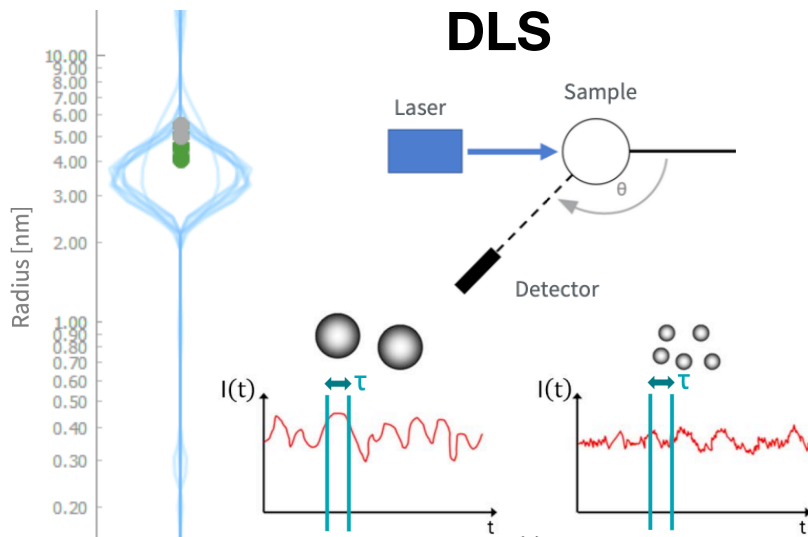 DLS
10.00
9.00
8.00
7.00
6.00
5.00
4.00
3.00
2.00
1.00
0.90
0.80
0.70
0.60
0.50
0.40
0.30
0.20
Radius [nm]
Laser
Sample
θ
Detector
τ
I(t)
t
τ
I(t)
t